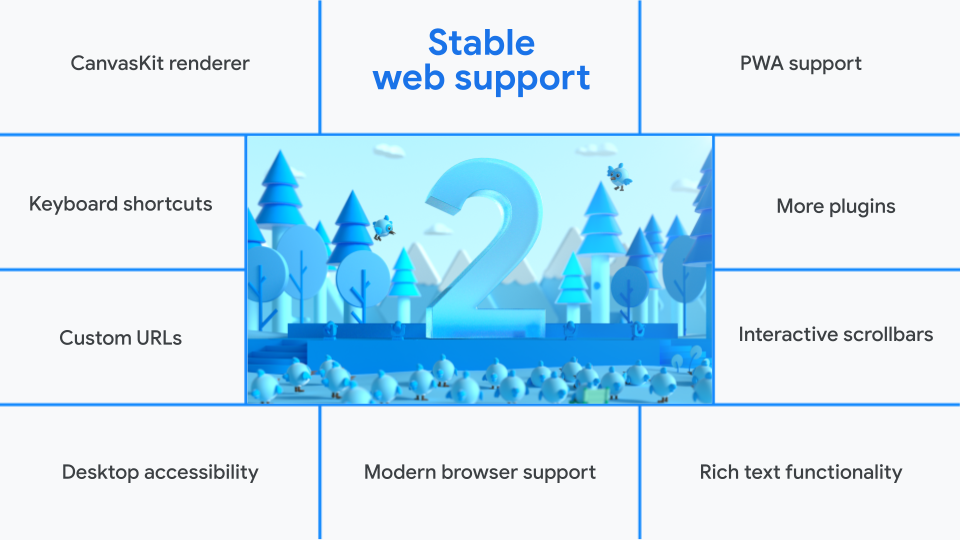 CanvasKit renderer
Stable
web support
PWA support
Keyboard shortcuts
2
More plugins
Custom URLs
Interactive scrollbars
Desktop accessibility
Modern browser support
Rich text functionality